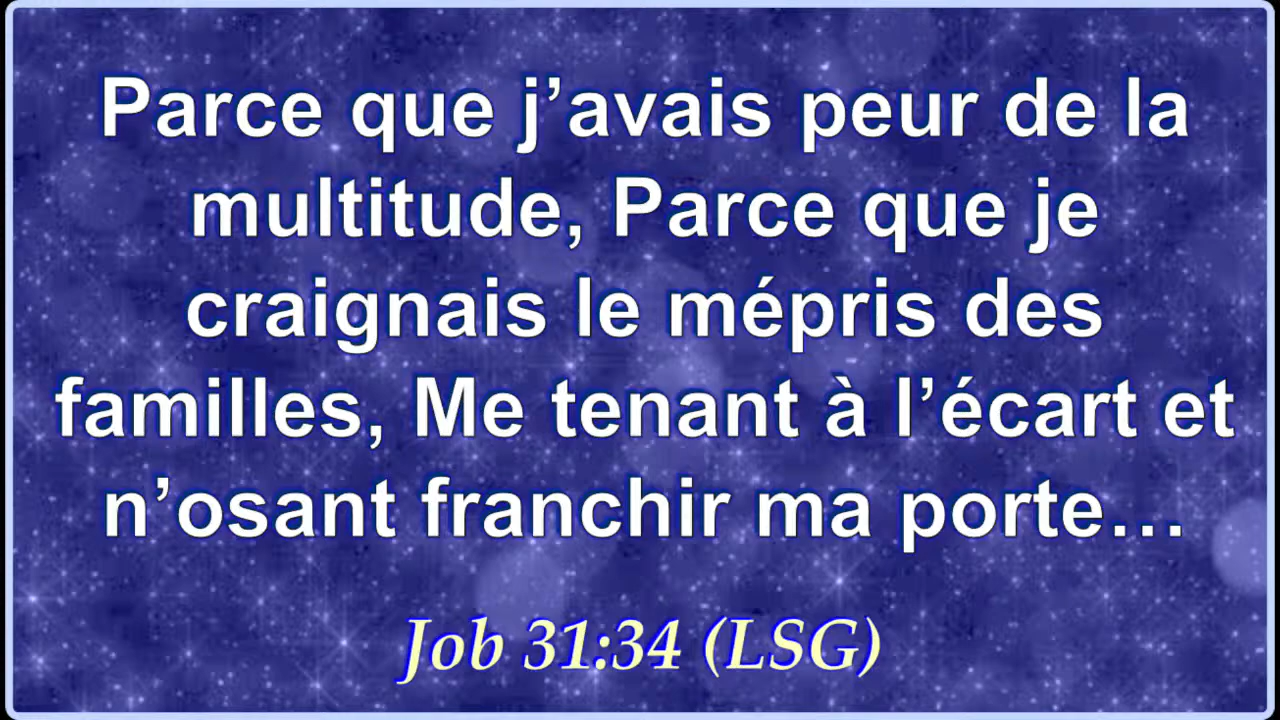 Parce que j’avais peur de la
multitude, Parce que je
craignais le mépris des
familles, Me tenant à l’écart et
n’osant franchir ma porte…
Job 31:34 (LSG)